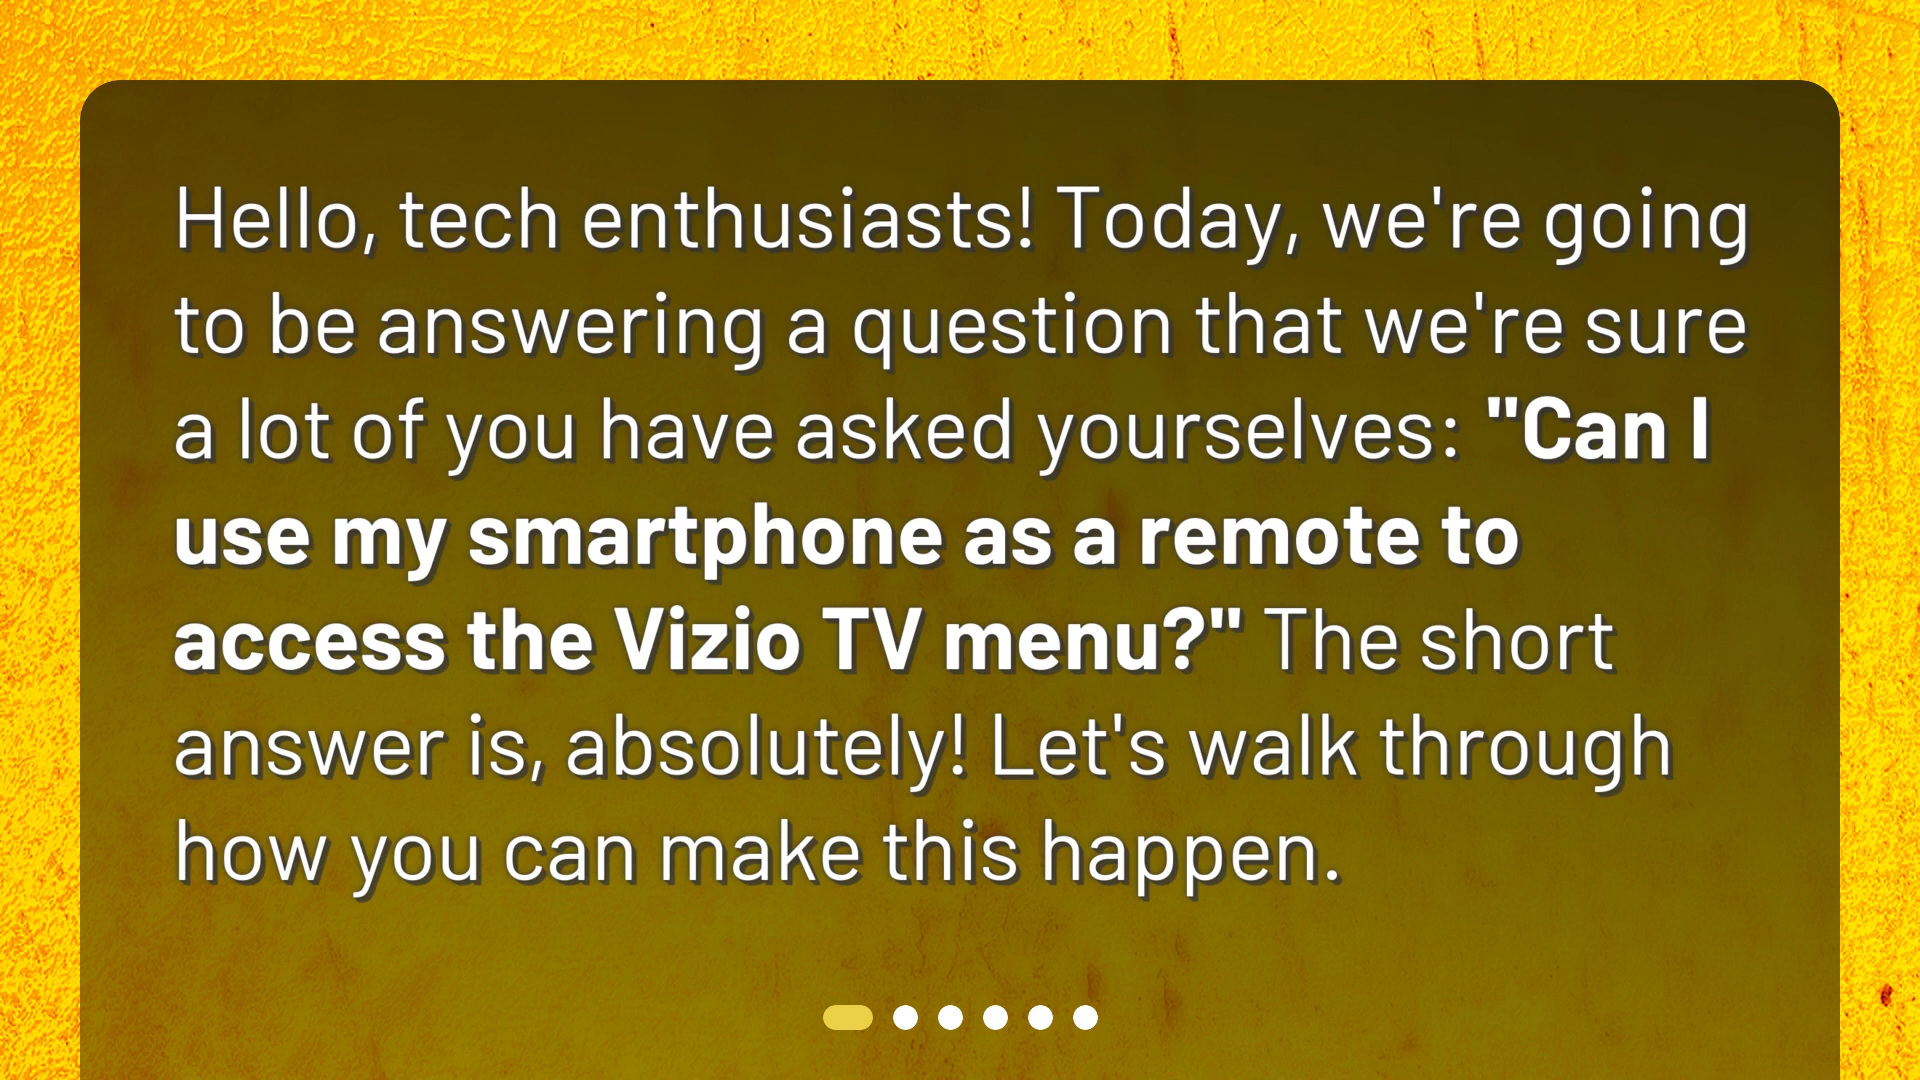 Hello, tech enthusiasts! Today, we're going
to be answering a question that we're sure
a lot of you have asked yourselves: "Can I
use my smartphone as a remote to
access the Vizio TV menu?" The short
answer is, absolutely! Let's walk through
how you can make this happen.